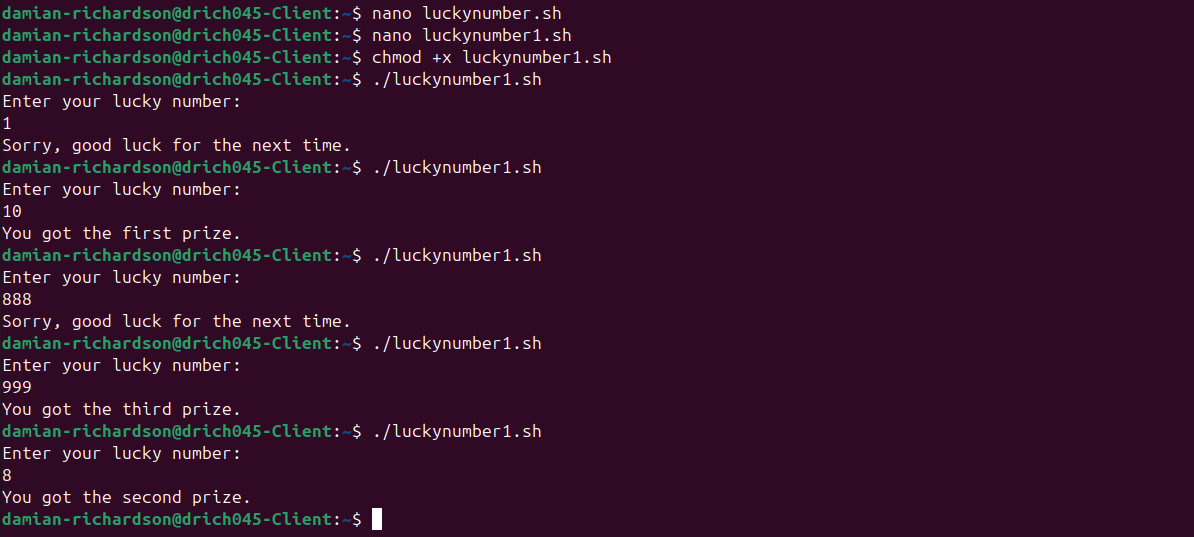 damian-richardson@drich045-Client:~$ nano luckynumber.sh
damian-richardson@drich045-Client:~$ nano luckynumber1.sh
damian-richardson@drich045-Client:~$ chmod +x luckynumber1.sh
damian-richardson@drich045-Client:~$ ./luckynumber1.sh
Enter your lucky number:
1
Sorry, good luck for the next time.
damian-richardson@drich045-Client:~$ ./luckynumber1.sh
Enter your lucky number:
10
You got the first prize.
damian-richardson@drich045-Client:~$ ./luckynumber1.sh
Enter your lucky number:
888
Sorry, good luck for the next time.
damian-richardson@drich045-Client:~$ ./luckynumber1.sh
Enter your lucky number:
999
You got the third prize.
damian-richardson@drich045-Client:~$ ./luckynumber1.sh
Enter your lucky number:
8
You got the second prize.
damian-richardson@drich045-Client:~$